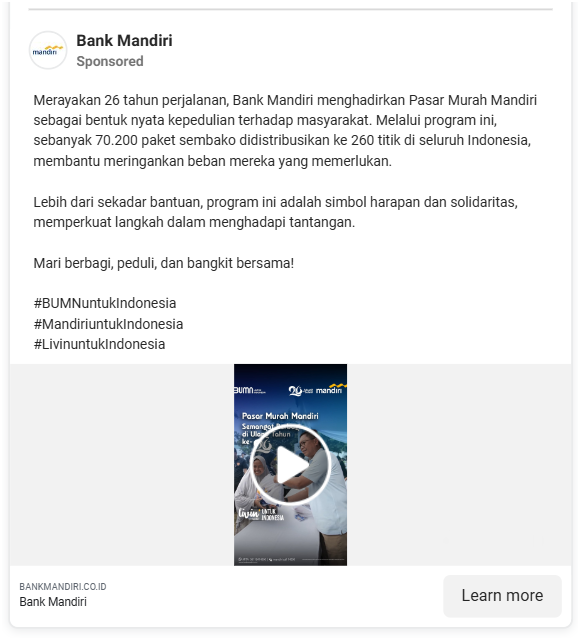 mandiri
Bank Mandiri
Sponsored
Merayakan 26 tahun perjalanan, Bank Mandiri menghadirkan Pasar Murah Mandiri
sebagai bentuk nyata kepedulian terhadap masyarakat. Melalui program ini,
sebanyak 70.200 paket sembako didistribusikan ke 260 titik di seluruh Indonesia,
membantu meringankan beban mereka yang memerlukan.
Lebih dari sekadar bantuan, program ini adalah simbol harapan dan solidaritas,
memperkuat langkah dalam menghadapi tantangan.
Mari berbagi, peduli, dan bangkit bersama!
#BUMNuntukIndonesia
#MandiriuntukIndonesia
#LivinuntukIndonesia
BUMN mandiri
Pasar Murah Mandiri
Semangat
di Ulang Tahun
ke-
livin' UNTUK
INDONESIA
BANKMANDIRI.CO.ID
Bank Mandiri
Learn more